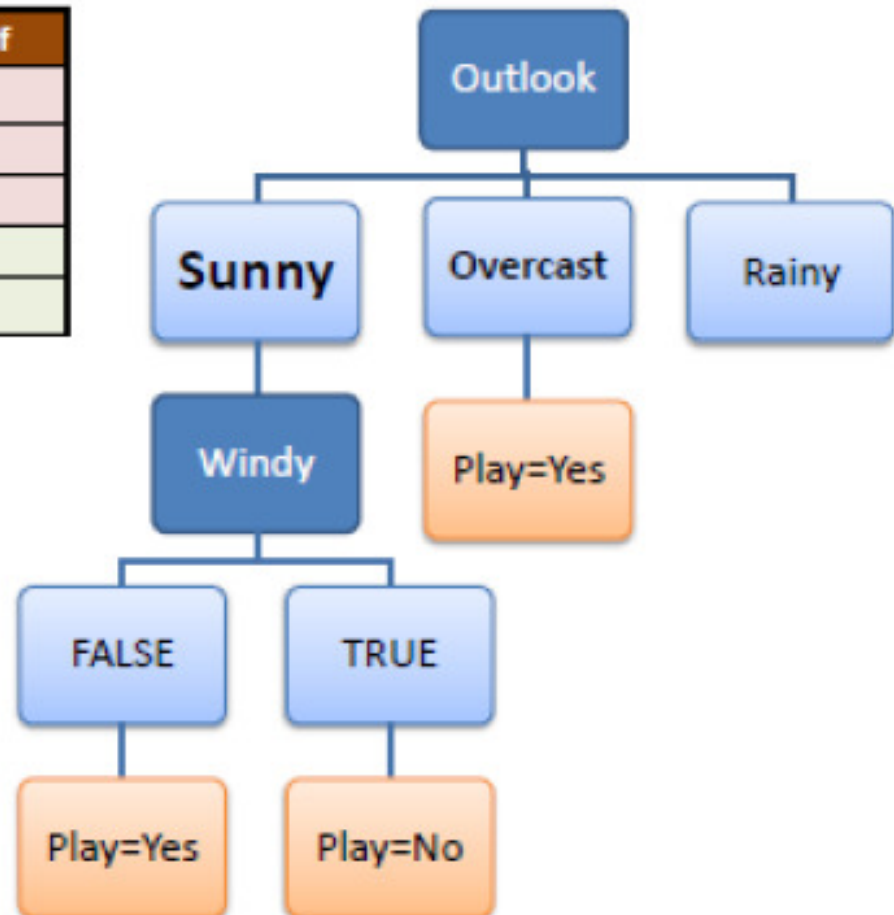 f
Outlook
Sunny
Overcast
Rainy
Windy
Play=Yes
FALSE
TRUE
Play=Yes
Play=No